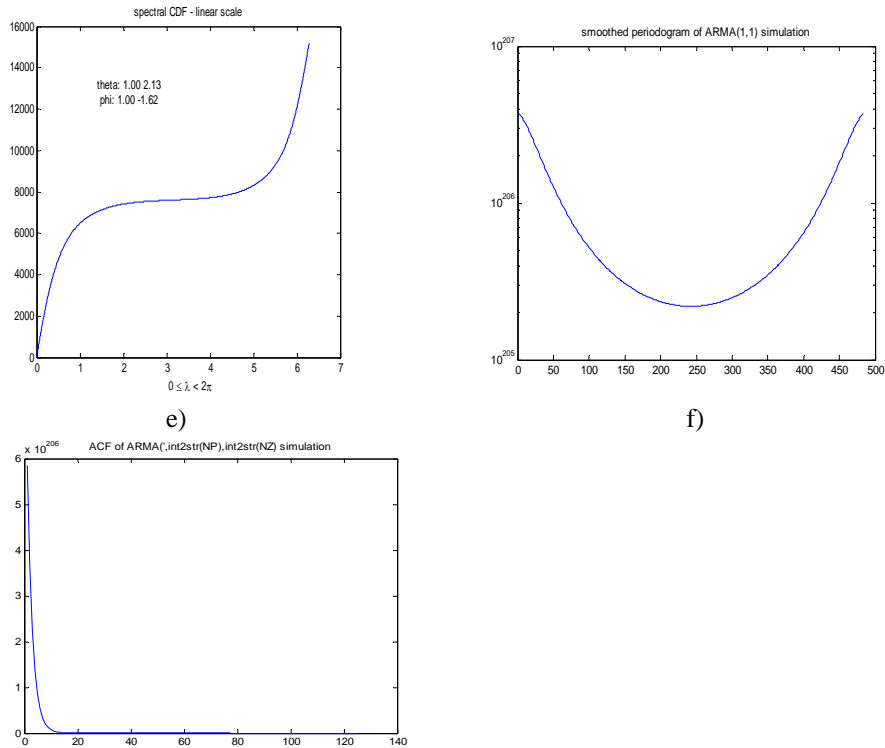 spectral CDF - linear scale
16000
14000
12000
10000
8000
6000
4000
2000
0
theta: 1.00 2.13
phi: 1.00 -1.62
0 1 2 3 4 5 6 7
0 ≤ λ < 2π
e)
smoothed periodogram of ARMA(1,1) simulation
10^207
10^206
10^205
0 50 100 150 200 250 300 350 400 450 500
f)
x 10^206
ACF of ARMA(',int2str(NP),int2str(NZ) simulation
6
5
4
3
2
1
0
0 20 40 60 80 100 120 140